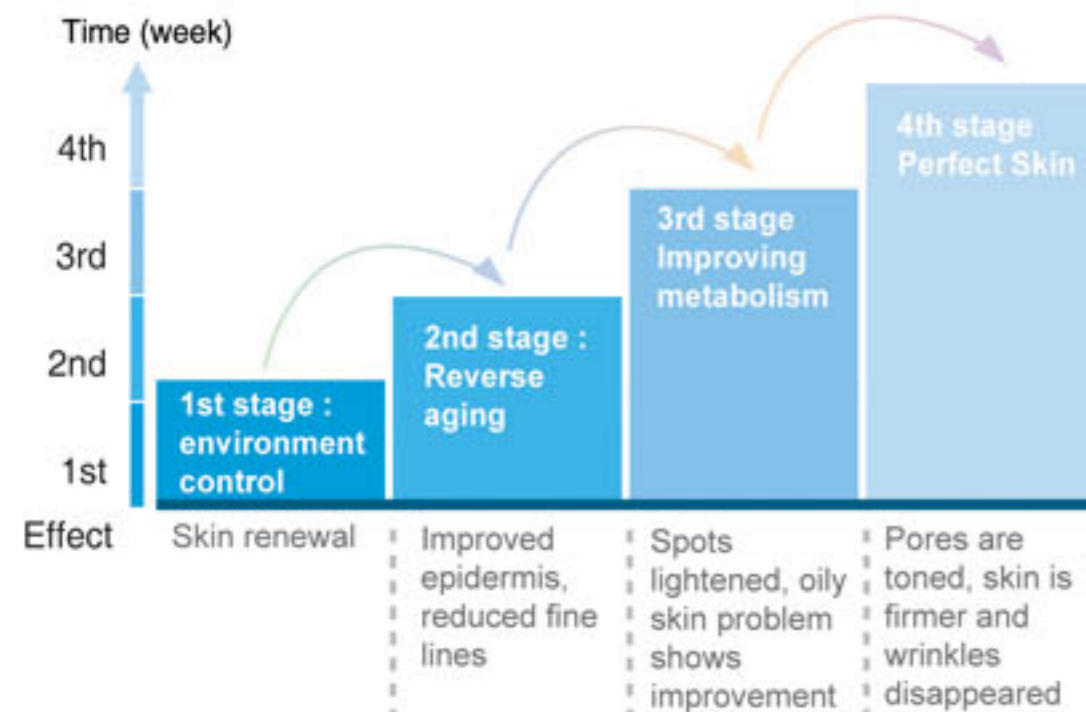 Time (week)
4th
3rd
2nd
1st
Effect
1st stage :
environment
control
2nd stage :
Reverse
aging
3rd stage
Improving
metabolism
4th stage
Perfect Skin
Skin renewal
Improved
epidermis,
reduced fine
lines
Spots
lightened, oily
skin problem
shows
improvement
Pores are
toned, skin is
firmer and
wrinkles
disappeared